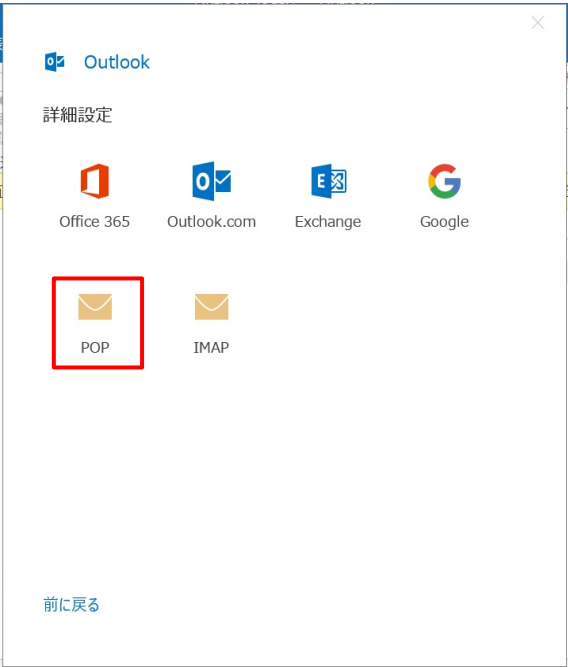 Outlook
詳細設定
Office 365
Outlook.com
Exchange
Google
POP
IMAP
前に戻る